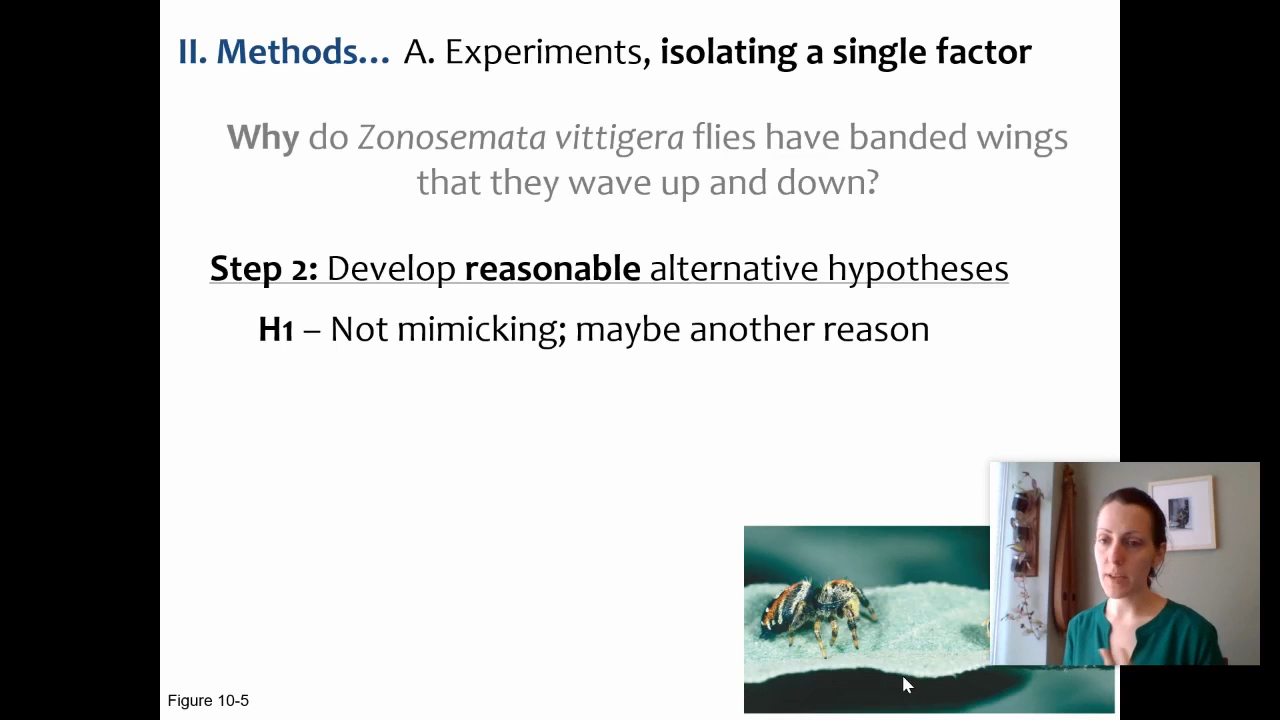 II. Methods... A. Experiments, isolating a single factor
Why do Zonosemata vittigera flies have banded wings
that they wave up and down?
Step 2: Develop reasonable alternative hypotheses
H1 – Not mimicking; maybe another reason
Figure 10-5